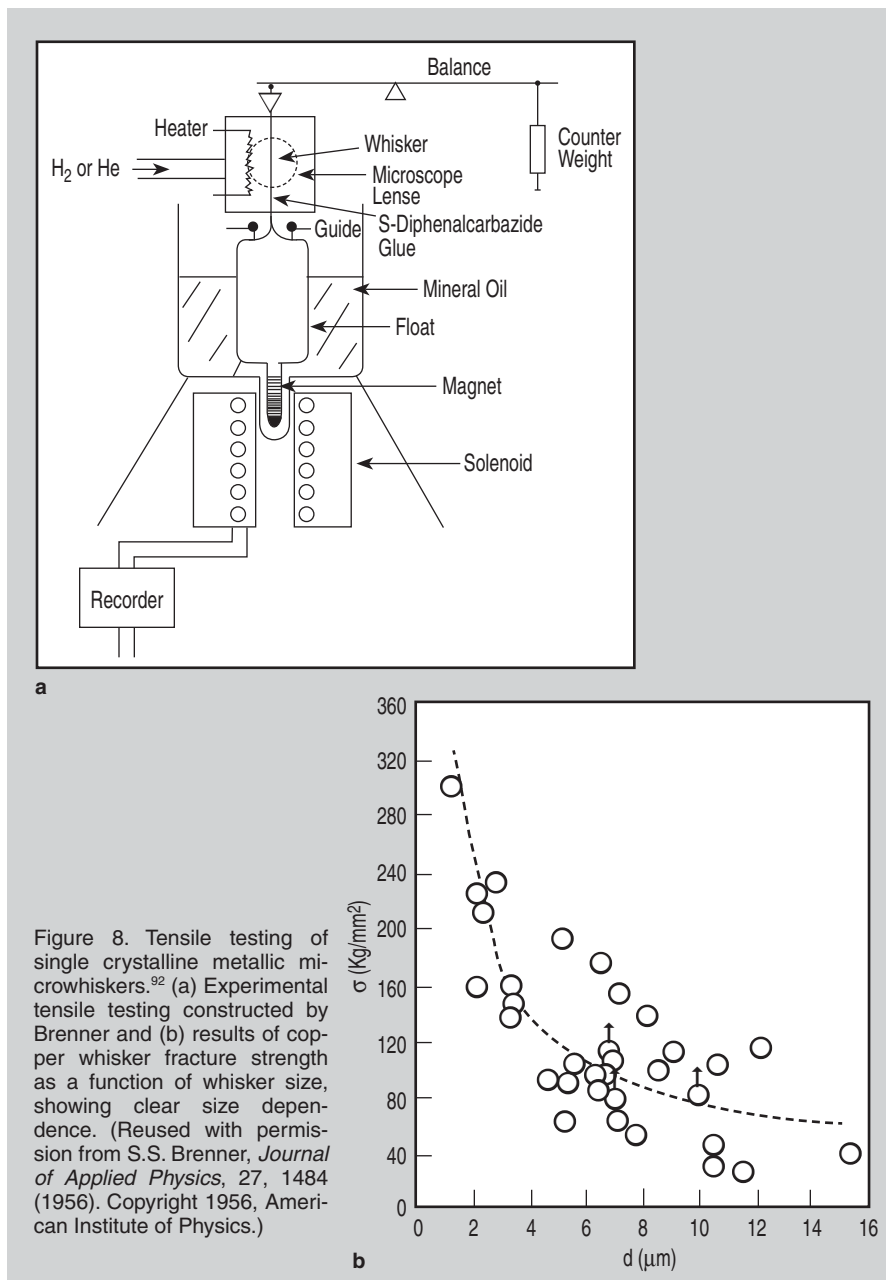 Balance
Heater
Whisker
Counter
Weight
H2 or He
Microscope
Lense
Guide
S-Diphenalcarbazide
Glue
Mineral Oil
Float
Magnet
Solenoid
Recorder
a
Figure 8. Tensile testing of
single crystalline metallic mi-
crowhiskers.92 (a) Experimental
tensile testing constructed by
Brenner and (b) results of cop-
per whisker fracture strength
as a function of whisker size,
showing clear size depen-
dence. (Reused with permis-
sion from S.S. Brenner, Journal
of Applied Physics, 27, 1484
(1956). Copyright 1956, Ameri-
can Institute of Physics.)
360
320
280
240
200
160
120
80
40
0
σ (Kg/mm2)
0 2 4 6 8 10 12 14 16
d (μm)
b